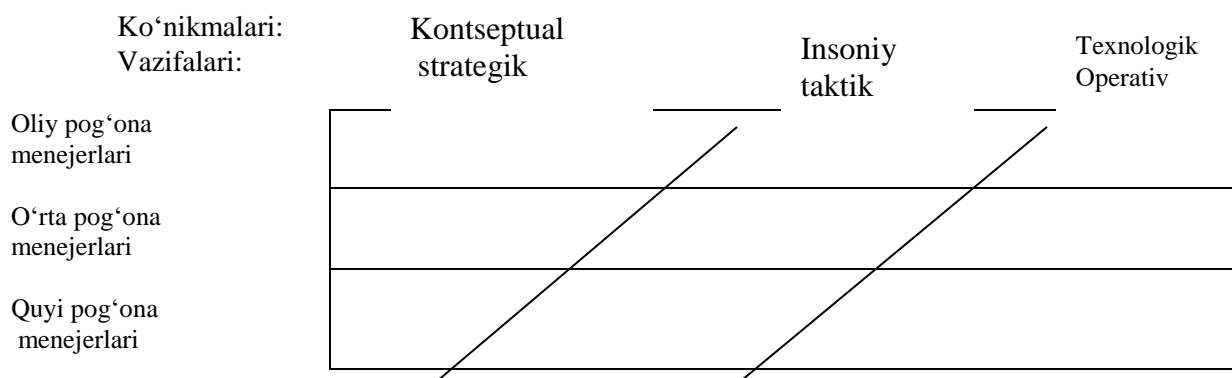 Ko‘nikmalari:
Vazifalari:
Kontseptual
strategik
Insoniy
taktik
Texnologik
Operativ
Oliy pog‘ona
menejerlari
O‘rta pog‘ona
menejerlari
Quyi pog‘ona
menejerlari